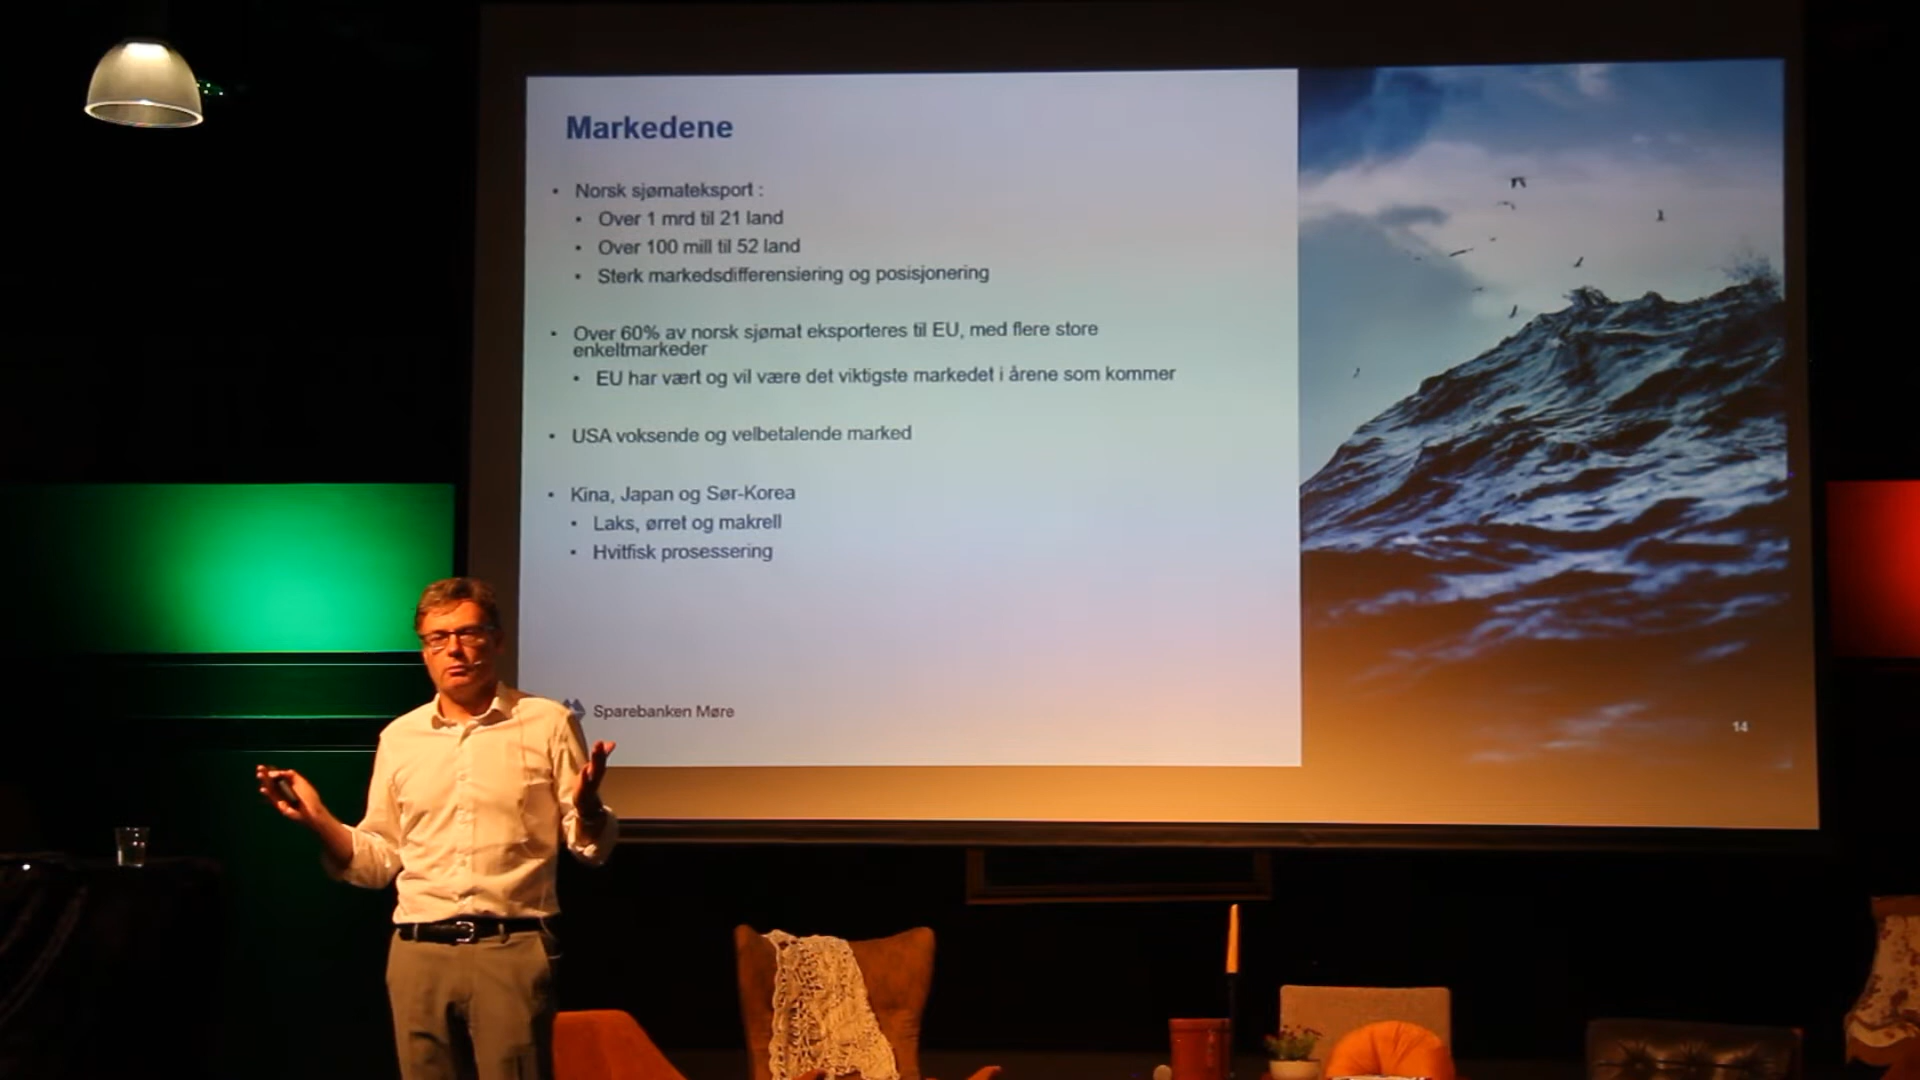 Markedene
• Norsk sjømateksport :
• Over 1 mrd til 21 land
• Over 100 mill til 52 land
• Sterk markedsdifferensiering og posisjonering
• Over 60% av norsk sjømat eksporteres til EU, med flere store
enkeltmarkeder
• EU har vært og vil være det viktigste markedet i årene som kommer
• USA voksende og velbetalende marked
• Kina, Japan og Sør-Korea
• Laks, ørret og makrell
• Hvitfisk prosessering
Sparebanken Møre
14